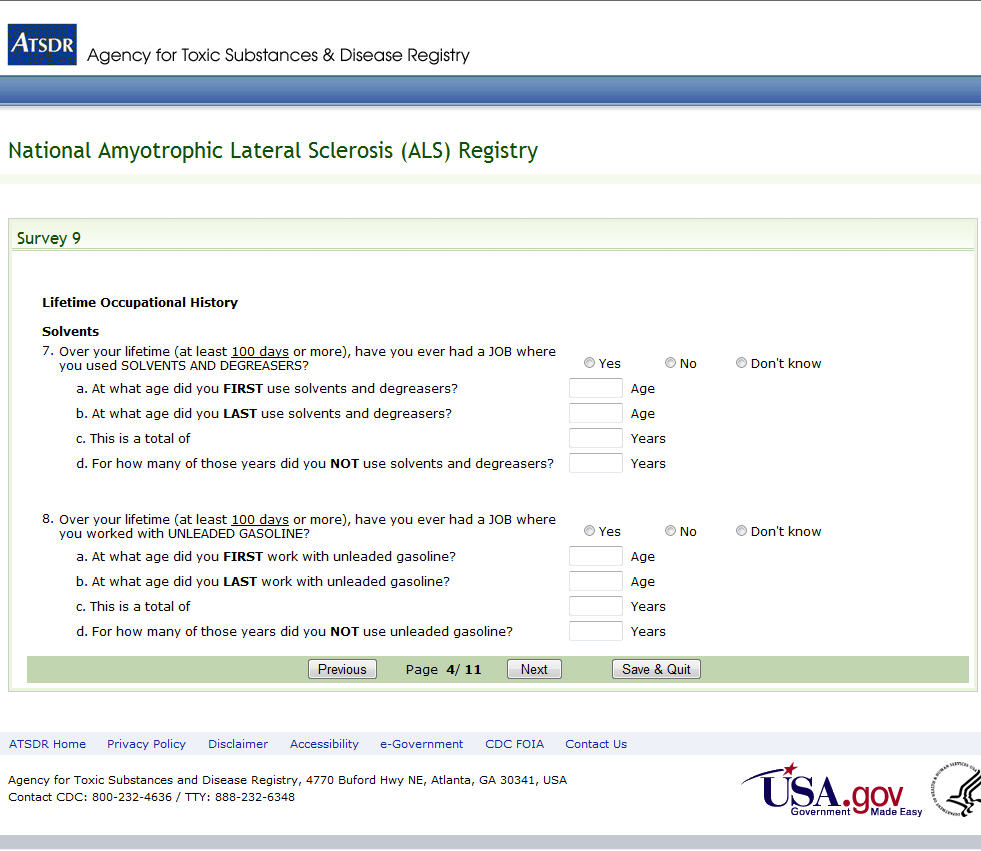 ATSDR
Agency for Toxic Substances & Disease Registry
National Amyotrophic Lateral Sclerosis (ALS) Registry
Survey 9
Lifetime Occupational History
Solvents
7. Over your lifetime (at least 100 days or more), have you ever had a JOB where
you used SOLVENTS AND DEGREASERS?
Yes No Don't know
a. At what age did you FIRST use solvents and degreasers? Age
b. At what age did you LAST use solvents and degreasers? Age
c. This is a total of Years
d. For how many of those years did you NOT use solvents and degreasers? Years
8. Over your lifetime (at least 100 days or more), have you ever had a JOB where
you worked with UNLEADED GASOLINE?
Yes No Don't know
a. At what age did you FIRST work with unleaded gasoline? Age
b. At what age did you LAST work with unleaded gasoline? Age
c. This is a total of Years
d. For how many of those years did you NOT use unleaded gasoline? Years
Previous Page 4/ 11 Next Save & Quit
ATSDR Home Privacy Policy Disclaimer Accessibility e-Government CDC FOIA Contact Us
Agency for Toxic Substances and Disease Registry, 4770 Buford Hwy NE, Atlanta, GA 30341, USA
Contact CDC: 800-232-4636 / TTY: 888-232-6348
USA.gov
Government Made Easy